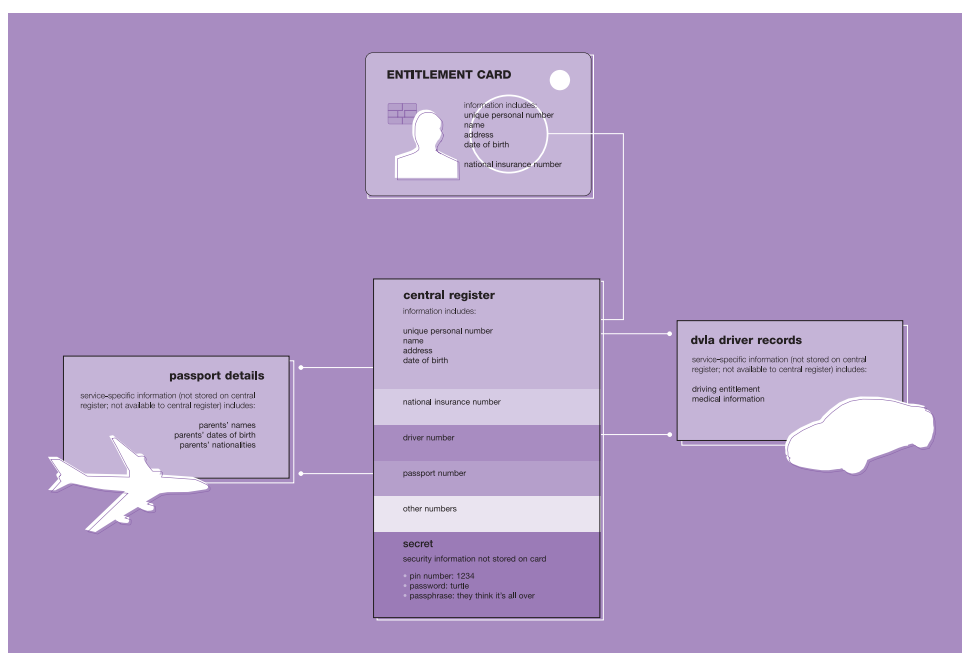 ENTITLEMENT CARD
information includes:
unique personal number
name
address
date of birth
national insurance number
central register
information includes:
unique personal number
name
address
date of birth
national insurance number
driver number
passport number
other numbers
secret
security information not stored on card
• pin number: 1234
• password: turtle
• passphrase: they think it's all over
passport details
service-specific information (not stored on central
register; not available to central register) includes:
parents' names
parents' dates of birth
parents' nationalities
dvla driver records
service-specific information (not stored on central
register; not available to central register) includes:
driving entitlement
medical information